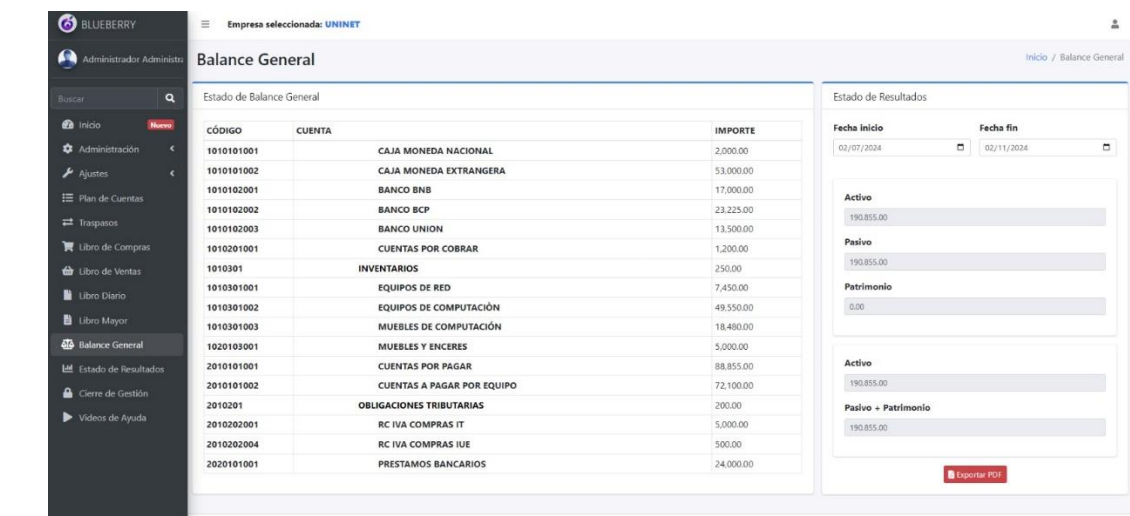 BLUEBERRY
Empresa seleccionada: UNINET
Administrador Administra
Balance General
Inicio / Balance General
Buscar
Inicio Nuevo
Administración
Ajustes
Plan de Cuentas
Traspasos
Libro de Compras
Libro de Ventas
Libro Diario
Libro Mayor
Balance General
Estado de Resultados
Cierre de Gestión
Videos de Ayuda
Estado de Balance General
CÓDIGO CUENTA IMPORTE
1010101001 CAJA MONEDA NACIONAL 2,000.00
1010101002 CAJA MONEDA EXTRANGERA 53,000.00
1010102001 BANCO BNB 17,000.00
1010102002 BANCO BCP 23,225.00
1010102003 BANCO UNION 13,500.00
1010201001 CUENTAS POR COBRAR 1,200.00
1010301 INVENTARIOS 250.00
1010301001 EQUIPOS DE RED 7,450.00
1010301002 EQUIPOS DE COMPUTACIÓN 49,550.00
1010301003 MUEBLES DE COMPUTACIÓN 18,480.00
1020103001 MUEBLES Y ENCERES 5,000.00
2010101001 CUENTAS POR PAGAR 88,855.00
2010101002 CUENTAS A PAGAR POR EQUIPO 72,100.00
2010201 OBLIGACIONES TRIBUTARIAS 200.00
2010202001 RC IVA COMPRAS IT 5,000.00
2010202004 RC IVA COMPRAS IUE 500.00
2020101001 PRESTAMOS BANCARIOS 24,000.00
Estado de Resultados
Fecha inicio Fecha fin
02/07/2024 02/11/2024
Activo
190.855.00
Pasivo
190.855.00
Patrimonio
0.00
Activo
190.855.00
Pasivo + Patrimonio
190.855.00
Exportar PDF